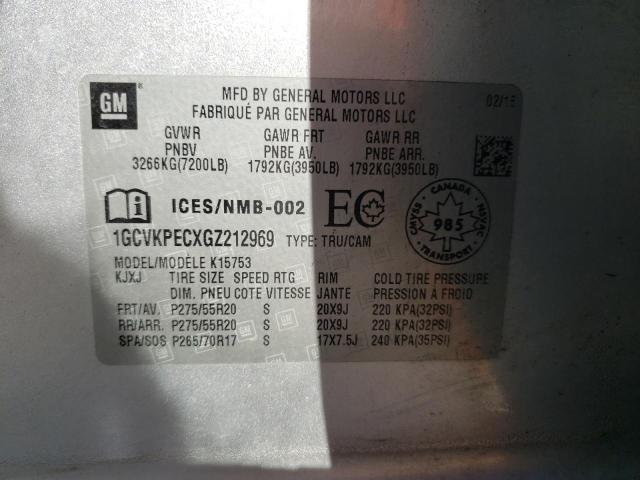 GM ®
MFD BY GENERAL MOTORS LLC
FABRIQUÉ PAR GENERAL MOTORS LLC
GVWR GAWR FRT GAWR RR
PNBV PNBE AV. PNBE ARR.
3266KG(7200LB) 1792KG(3950LB) 1792KG(3950LB)
ICES/NMB-002 EC
CANADA
CMVSS 985 NSVAC
TRANSPORT
1GCVKPECXGZ212969 TYPE: TRU/CAM
MODEL/MODÈLE K15753
KJXJ TIRE SIZE SPEED RTG RIM COLD TIRE PRESSURE
DIM. PNEU COTE VITESSE JANTE PRESSION À FROID
FRT/AV. P275/55R20 S 20X9J 220 KPA(32PSI)
RR/ARR. P275/55R20 S 20X9J 220 KPA(32PSI)
SPA/SOS P265/70R17 S 17X7.5J 240 KPA(35PSI)